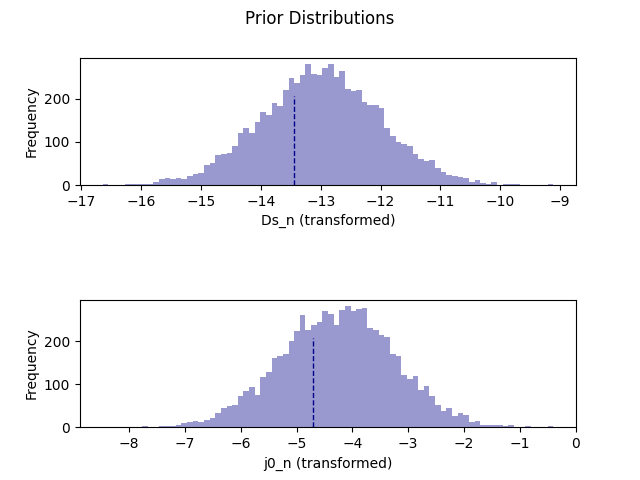 Prior Distributions
Frequency
200
100
0
−17 −16 −15 −14 −13 −12 −11 −10 −9
Ds_n (transformed)
Frequency
200
100
0
−8 −7 −6 −5 −4 −3 −2 −1 0
j0_n (transformed)